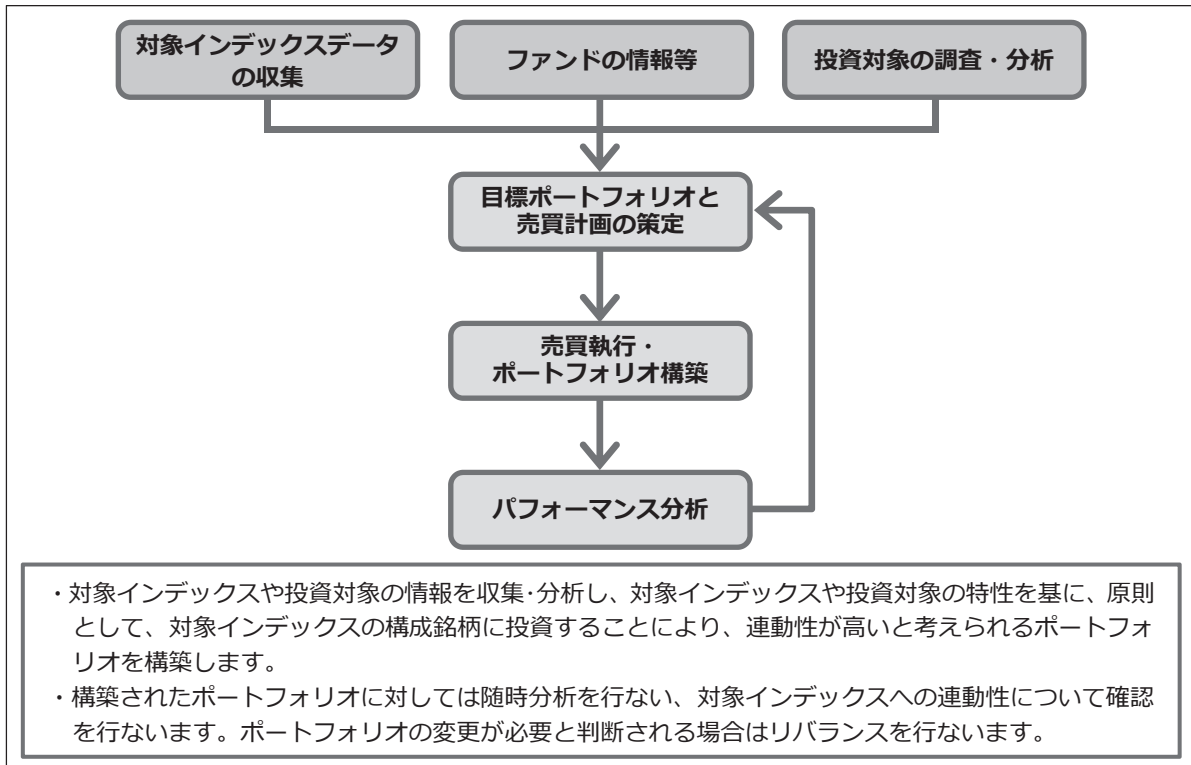 対象インデックスデータ
の収集
ファンドの情報等
投資対象の調査・分析
目標ポートフォリオと
売買計画の策定
売買執行・
ポートフォリオ構築
パフォーマンス分析
・対象インデックスや投資対象の情報を収集・分析し、対象インデックスや投資対象の特性を基に、原則
として、対象インデックスの構成銘柄に投資することにより、連動性が高いと考えられるポートフォ
リオを構築します。
・構築されたポートフォリオに対しては随時分析を行ない、対象インデックスへの連動性について確認
を行ないます。ポートフォリオの変更が必要と判断される場合はリバランスを行ないます。